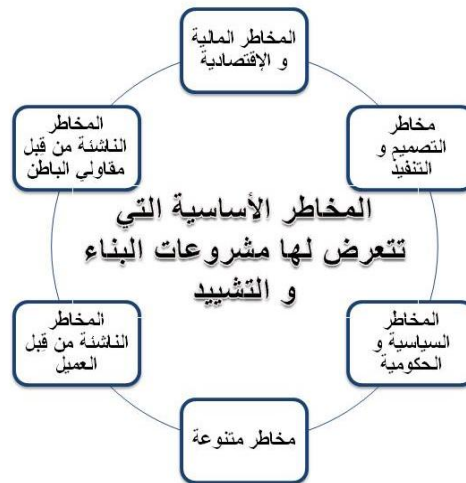 المخاطر المالية
و الإقتصادية
مخاطر
التصميم و
التنفيذ
المخاطر
السياسية و
الحكومية
مخاطر متنوعة
المخاطر
الناشئة من قبل
العميل
المخاطر
الناشئة من قبل
مقاولي الباطن
المخاطر الأساسية التي
تتعرض لها مشروعات البناء
و التشييد